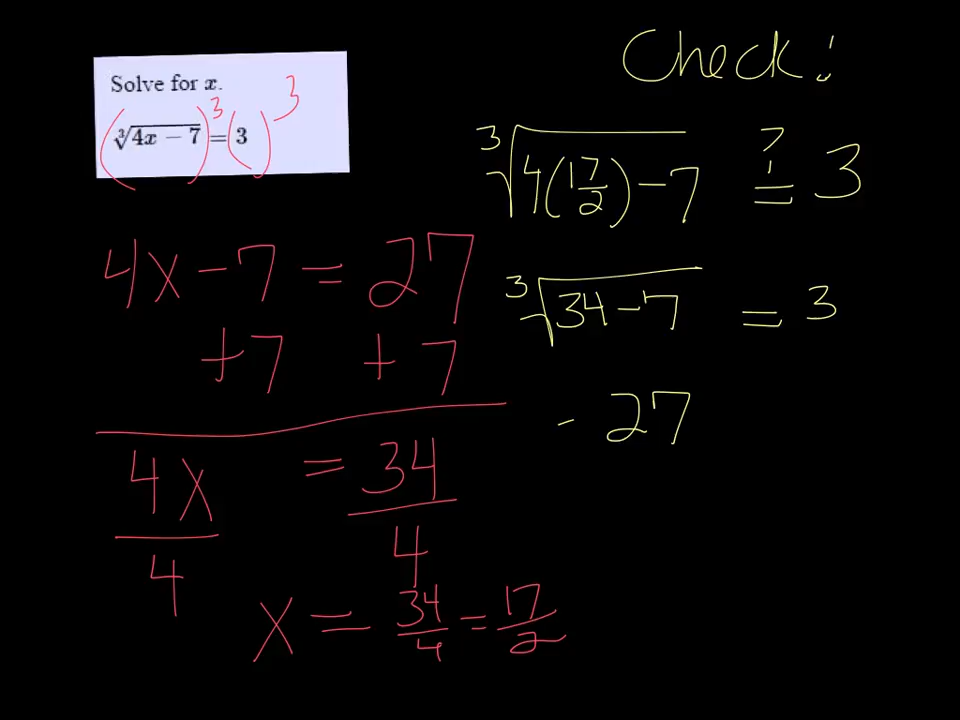 Solve for x.
(∛(4x − 7))³ = (3)³
4x − 7 = 27
+7 +7
4x = 34
4 4
x = 34/4 = 17/2
Check:
∛(4(17/2) − 7) ≟ 3
∛(34 − 7) = 3
- 27